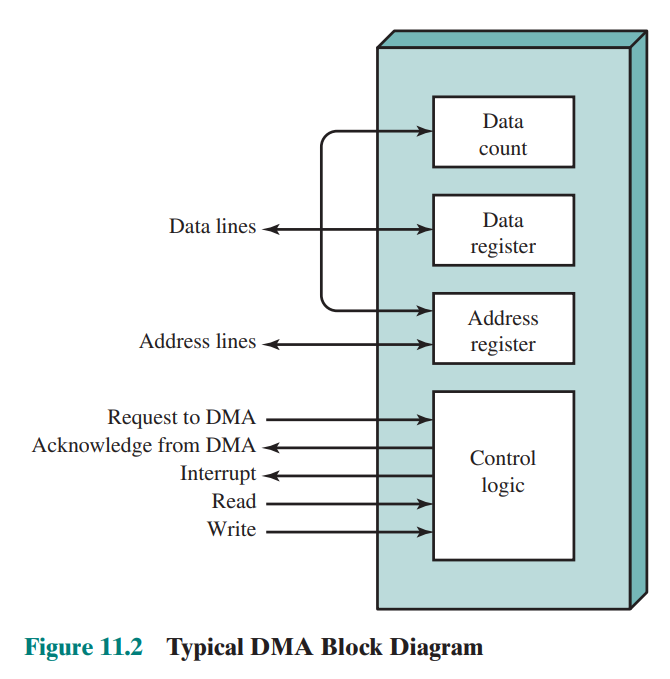 Data
count
Data lines
Data
register
Address lines
Address
register
Request to DMA
Acknowledge from DMA
Interrupt
Read
Write
Control
logic
Figure 11.2 Typical DMA Block Diagram